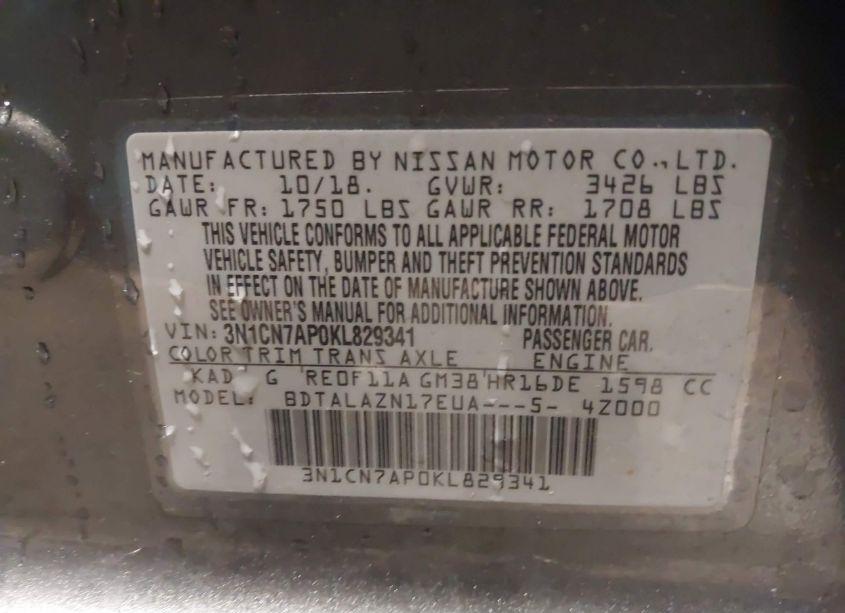 MANUFACTURED BY NISSAN MOTOR CO., LTD.
DATE: 10/18. GVWR: 3426 LBS
GAWR FR: 1750 LBS GAWR RR: 1708 LBS
THIS VEHICLE CONFORMS TO ALL APPLICABLE FEDERAL MOTOR
VEHICLE SAFETY, BUMPER AND THEFT PREVENTION STANDARDS
IN EFFECT ON THE DATE OF MANUFACTURE SHOWN ABOVE.
SEE OWNER'S MANUAL FOR ADDITIONAL INFORMATION.
VIN: 3N1CN7AP0KL829341 PASSENGER CAR.
COLOR TRIM TRANS AXLE ENGINE
KAD G RE0F11A GM38 HR16DE 1598 CC
MODEL: BDTALAZN17EUA---5- 4Z000
3N1CN7AP0KL829341